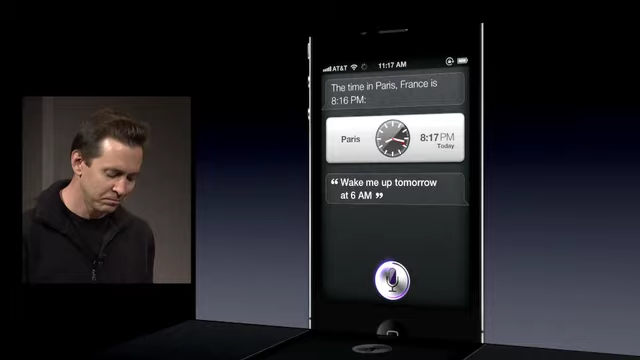 AT&T 11:17 AM
The time in Paris, France is
8:16 PM:
Paris 8:17 PM
Today
“ Wake me up tomorrow
at 6 AM ”